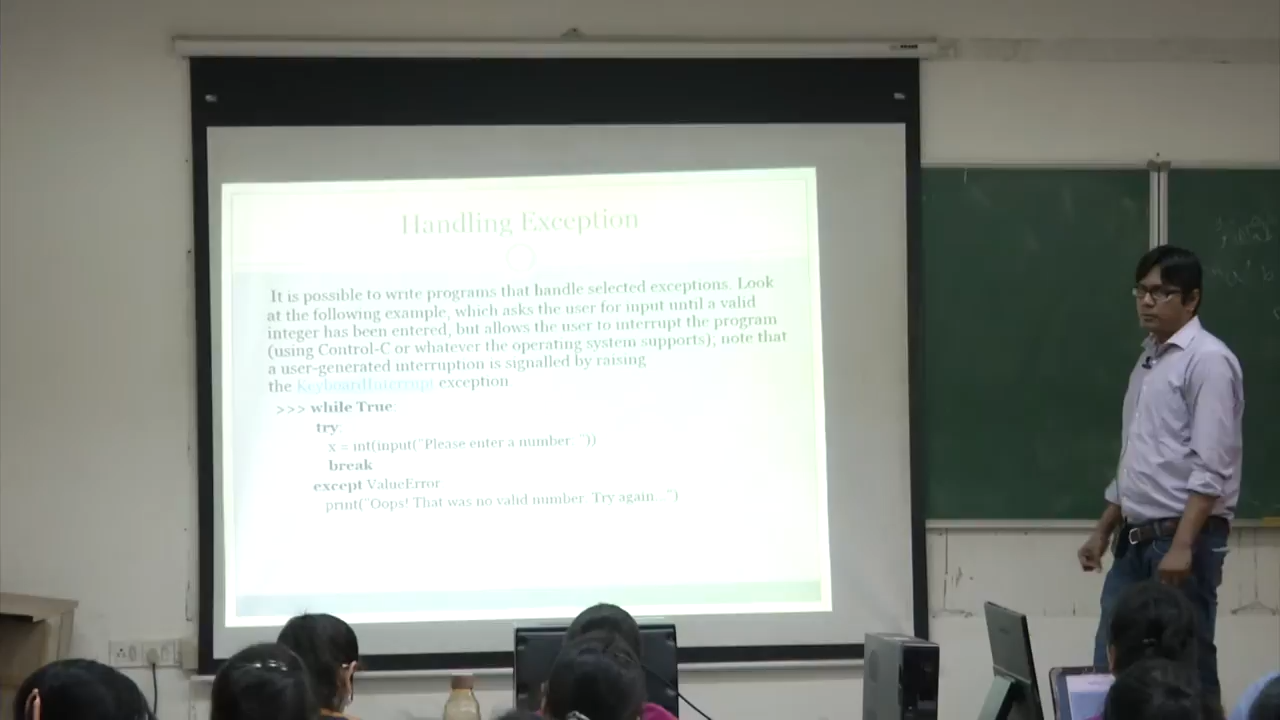 Handling Exception
It is possible to write programs that handle selected exceptions. Look
at the following example, which asks the user for input until a valid
integer has been entered, but allows the user to interrupt the program
(using Control-C or whatever the operating system supports); note that
a user-generated interruption is signalled by raising
the KeyboardInterrupt exception
>>> while True:
try:
x = int(input("Please enter a number: "))
break
except ValueError
print("Oops! That was no valid number. Try again...")